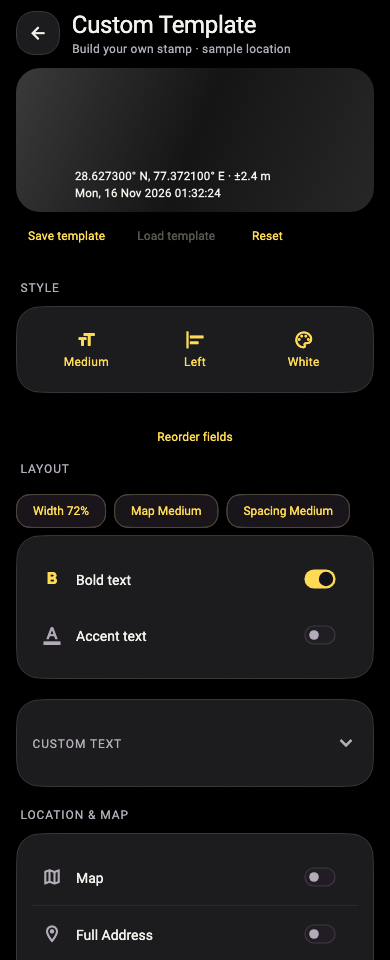 Custom Template
Build your own stamp · sample location
28.627300° N, 77.372100° E · ±2.4 m
Mon, 16 Nov 2026 01:32:24
Save template Load template Reset
STYLE
Medium Left White
Reorder fields
LAYOUT
Width 72% Map Medium Spacing Medium
B Bold text
A Accent text
CUSTOM TEXT
LOCATION & MAP
Map
Full Address